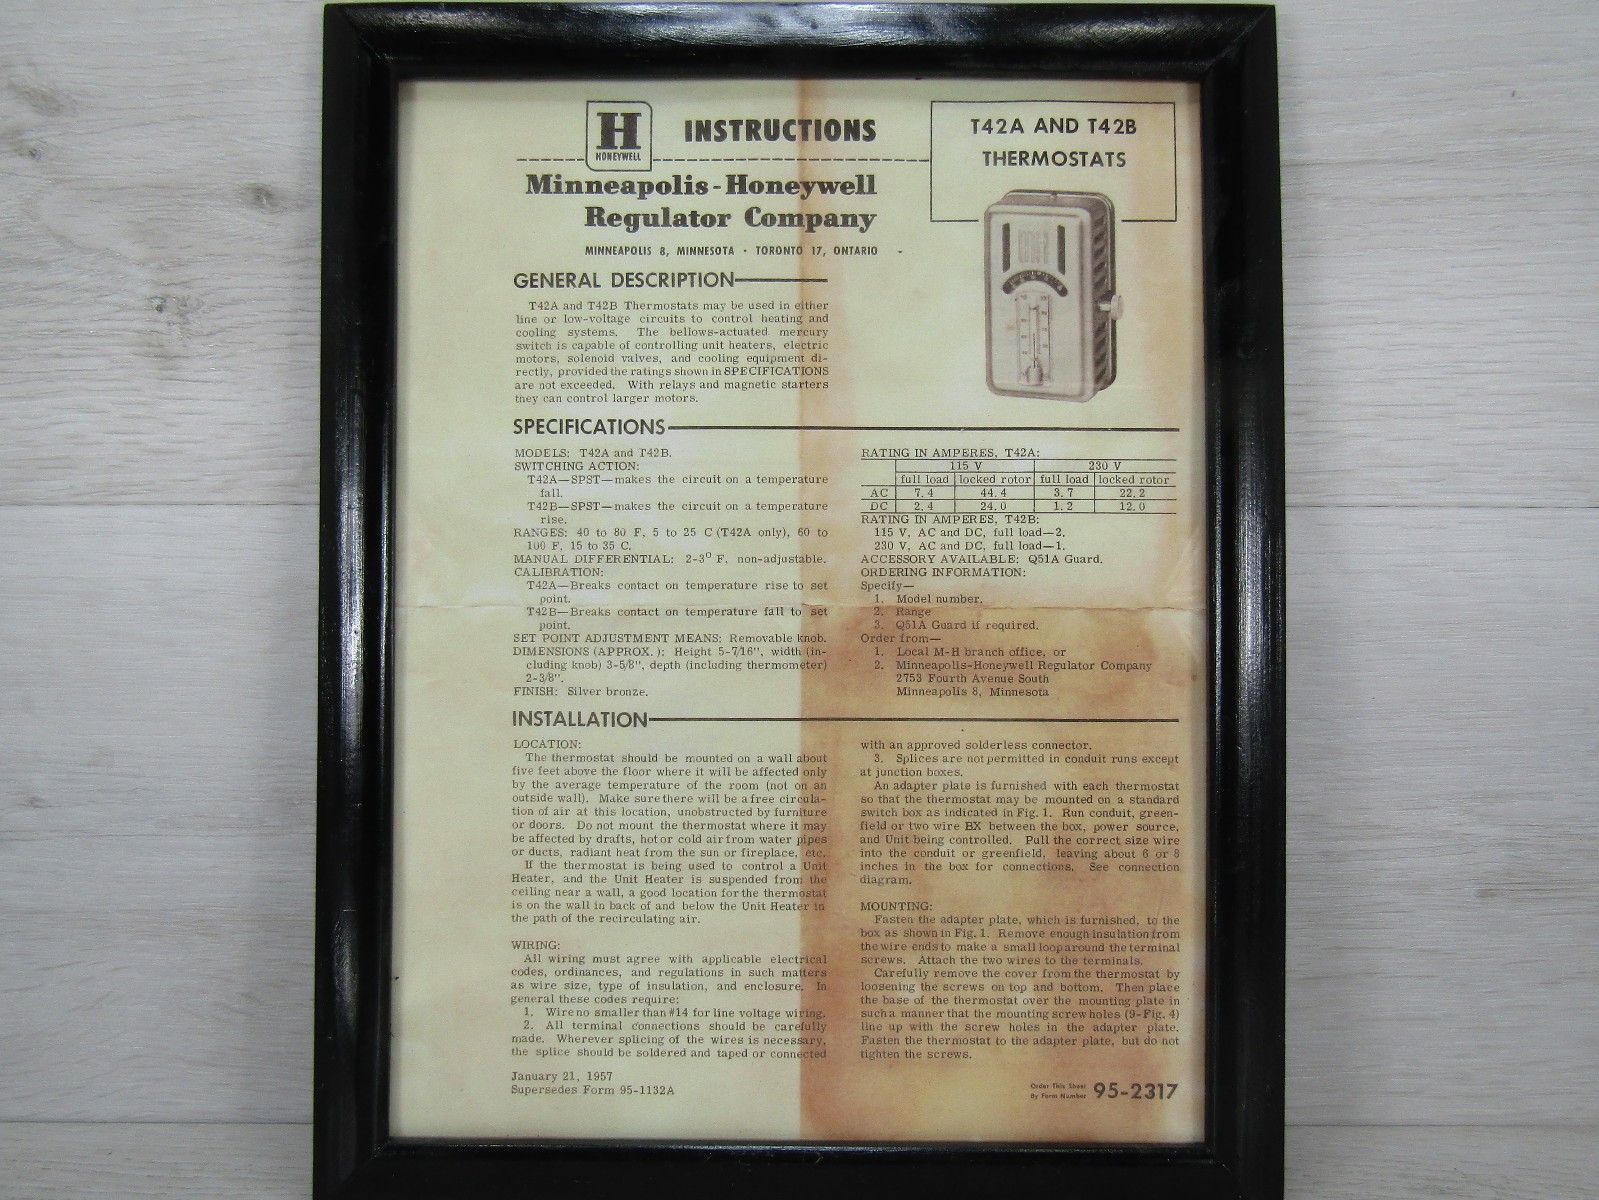 H
HONEYWELL
INSTRUCTIONS
Minneapolis-Honeywell
Regulator Company
MINNEAPOLIS 8, MINNESOTA · TORONTO 17, ONTARIO
T42A AND T42B
THERMOSTATS
GENERAL DESCRIPTION
T42A and T42B Thermostats may be used in either
line or low-voltage circuits to control heating and
cooling systems. The bellows-actuated mercury
switch is capable of controlling unit heaters, electric
motors, solenoid valves, and cooling equipment di-
rectly, provided the ratings shown in SPECIFICATIONS
are not exceeded. With relays and magnetic starters
they can control larger motors.
SPECIFICATIONS
MODELS: T42A and T42B.
SWITCHING ACTION:
T42A—SPST—makes the circuit on a temperature
fall.
T42B—SPST—makes the circuit on a temperature
rise.
RANGES: 40 to 80 F, 5 to 25 C (T42A only), 60 to
100 F, 15 to 35 C.
MANUAL DIFFERENTIAL: 2-3° F, non-adjustable.
CALIBRATION:
T42A—Breaks contact on temperature rise to set
point.
T42B—Breaks contact on temperature fall to set
point.
SET POINT ADJUSTMENT MEANS: Removable knob.
DIMENSIONS (APPROX.): Height 5-7/16", width (in-
cluding knob) 3-5/8", depth (including thermometer)
2-3/8".
FINISH: Silver bronze.
RATING IN AMPERES, T42A:
115 V 230 V
full load locked rotor full load locked rotor
AC 7.4 44.4 3.7 22.2
DC 2.4 24.0 1.2 12.0
RATING IN AMPERES, T42B:
115 V, AC and DC, full load—2.
230 V, AC and DC, full load—1.
ACCESSORY AVAILABLE: Q51A Guard.
ORDERING INFORMATION:
Specify—
1. Model number.
2. Range
3. Q51A Guard if required.
Order from—
1. Local M-H branch office, or
2. Minneapolis-Honeywell Regulator Company
2753 Fourth Avenue South
Minneapolis 8, Minnesota
INSTALLATION
LOCATION:
The thermostat should be mounted on a wall about
five feet above the floor where it will be affected only
by the average temperature of the room (not on an
outside wall). Make sure there will be a free circula-
tion of air at this location, unobstructed by furniture
or doors. Do not mount the thermostat where it may
be affected by drafts, hot or cold air from water pipes
or ducts, radiant heat from the sun or fireplace, etc.
If the thermostat is being used to control a Unit
Heater, and the Unit Heater is suspended from the
ceiling near a wall, a good location for the thermostat
is on the wall in back of and below the Unit Heater in
the path of the recirculating air.
WIRING:
All wiring must agree with applicable electrical
codes, ordinances, and regulations in such matters
as wire size, type of insulation, and enclosure. In
general these codes require:
1. Wire no smaller than #14 for line voltage wiring.
2. All terminal connections should be carefully
made. Wherever splicing of the wires is necessary,
the splice should be soldered and taped or connected
with an approved solderless connector.
3. Splices are not permitted in conduit runs except
at junction boxes.
An adapter plate is furnished with each thermostat
so that the thermostat may be mounted on a standard
switch box as indicated in Fig. 1. Run conduit, green-
field or two wire BX between the box, power source,
and Unit being controlled. Pull the correct size wire
into the conduit or greenfield, leaving about 6 or 8
inches in the box for connections. See connection
diagram.
MOUNTING:
Fasten the adapter plate, which is furnished, to the
box as shown in Fig. 1. Remove enough insulation from
the wire ends to make a small loop around the terminal
screws. Attach the two wires to the terminals.
Carefully remove the cover from the thermostat by
loosening the screws on top and bottom. Then place
the base of the thermostat over the mounting plate in
such a manner that the mounting screw holes (9-Fig. 4)
line up with the screw holes in the adapter plate.
Fasten the thermostat to the adapter plate, but do not
tighten the screws.
January 21, 1957
Supersedes Form 95-1132A
Order This Sheet
By Form Number 95-2317